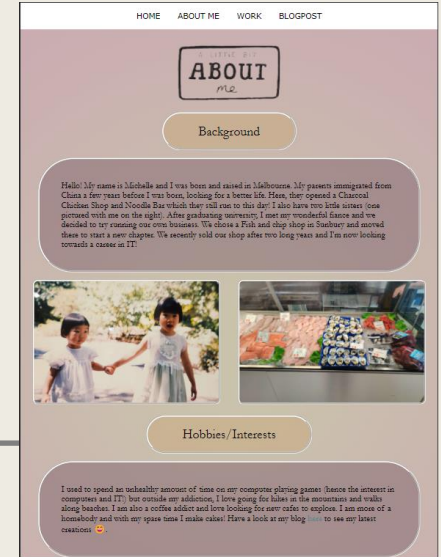 HOME ABOUT ME WORK BLOGPOST
A LITTLE BIT
ABOUT
me
Background
Hello! My name is Michelle and I was born and raised in Melbourne. My parents immigrated from
China a few years before I was born, looking for a better life. Here, they opened a Charcoal
Chicken Shop and Noodle Bar which they still run to this day! I also have two little sisters (one
pictured with me on the right). After graduating university, I met my wonderful fiance and we
decided to try running our own business. We chose a Fish and chip shop in Sunbury and moved
there to start a new chapter. We recently sold our shop after two long years and I'm now looking
towards a career in IT!
Hobbies/Interests
I used to spend an unhealthy amount of time on my computer playing games (hence the interest in
computers and IT!) but outside my addiction, I love going for hikes in the mountains and walks
along beaches. I am also a coffee addict and love looking for new cafes to explore. I am more of a
homebody and with my spare time I make cakes! Have a look at my blog here to see my latest
creations 😋.